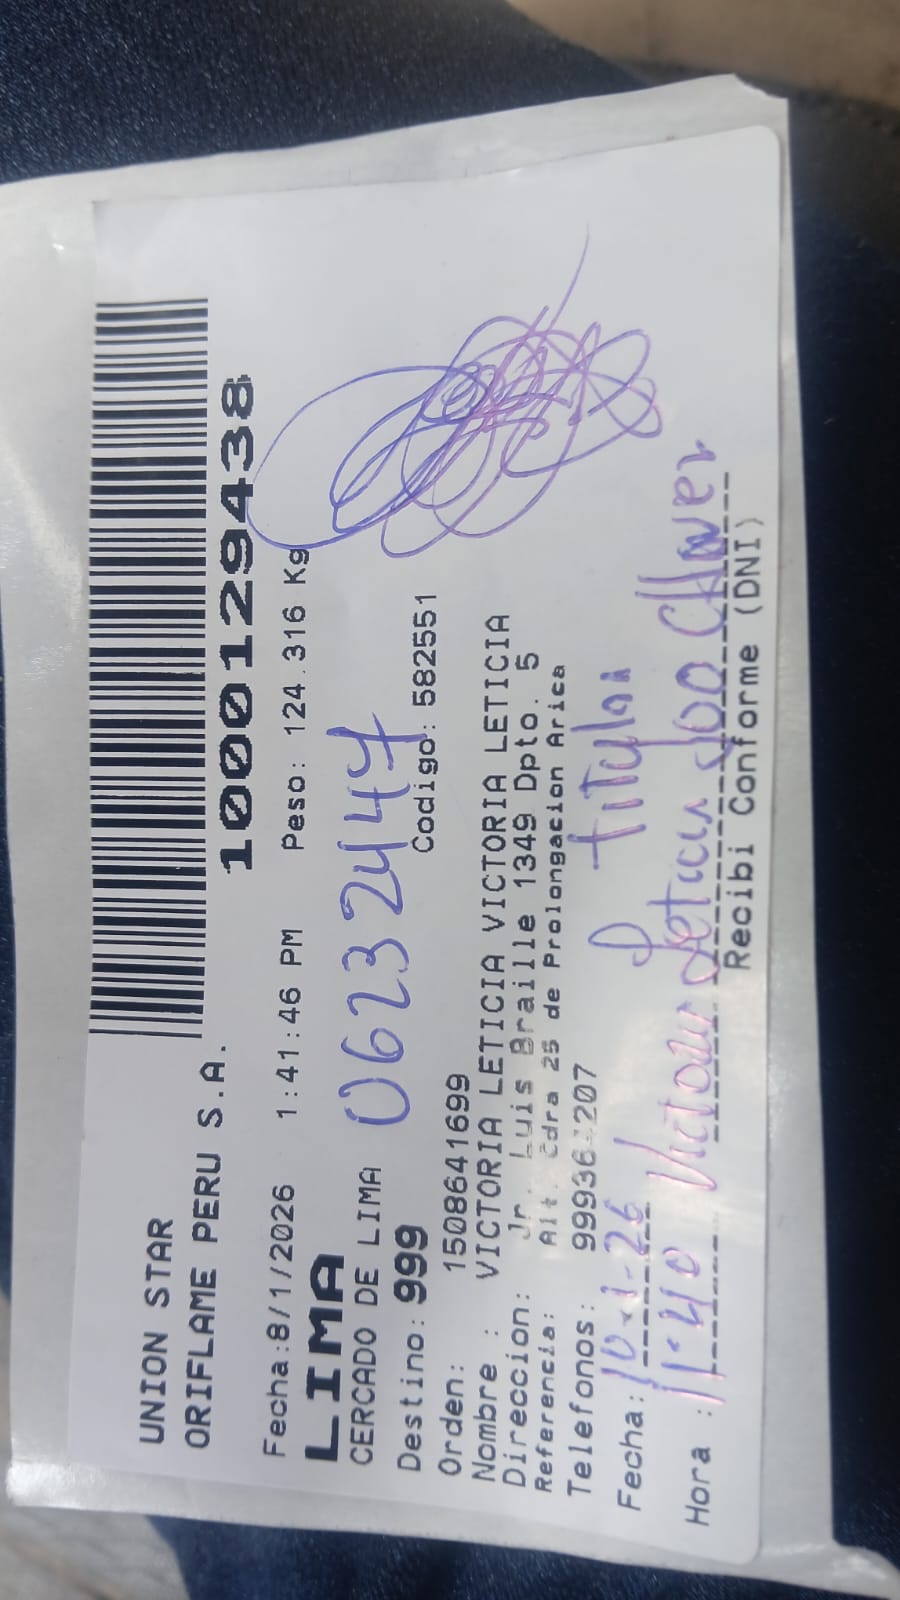 UNION STAR
ORIFLAME PERU S.A.
1000129438
Fecha:8/1/2026 1:41:46 PM Peso: 124.316 Kg
LIMA
CERCADO DE LIMA 06232447
Destino: 999 Codigo: 582551
Orden: 15086641699
Nombre : VICTORIA LETICIA VICTORIA LETICIA
Direccion: Jr. Luis Braille 1349 Dpto. 5
Referencia: Alt. Cdra 25 de Prolongacion Arica
Telefonos:
Fecha: 10-1-26 titular
Hora : 11:40 Leticia
Recibi Conforme (DNI)